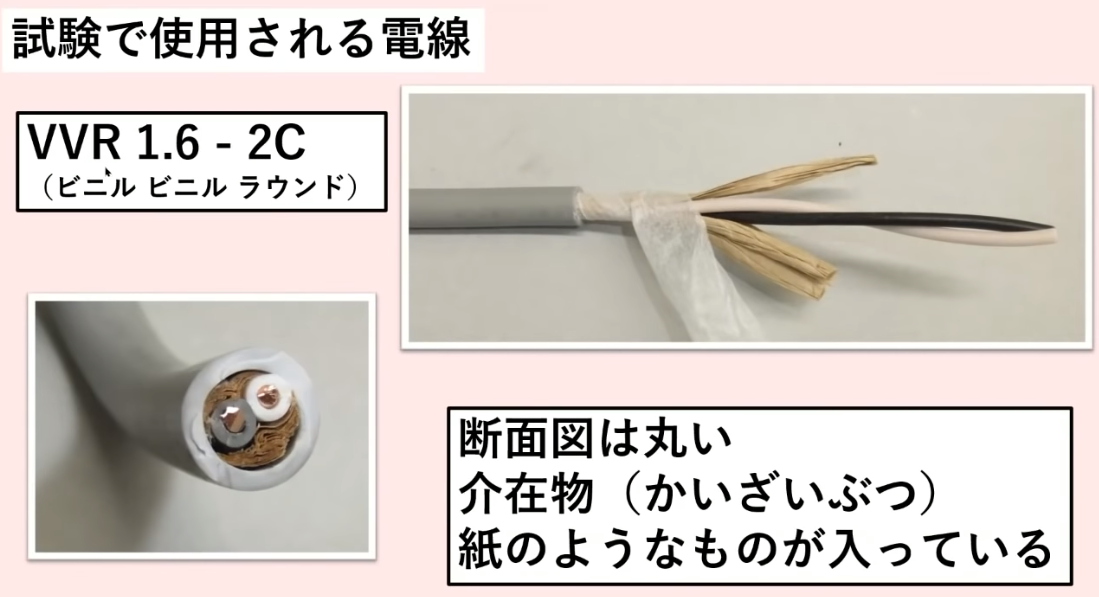 試験で使用される電線
VVR 1.6 - 2C
（ビニル ビニル ラウンド）
断面図は丸い
介在物（かいざいぶつ）
紙のようなものが入っている